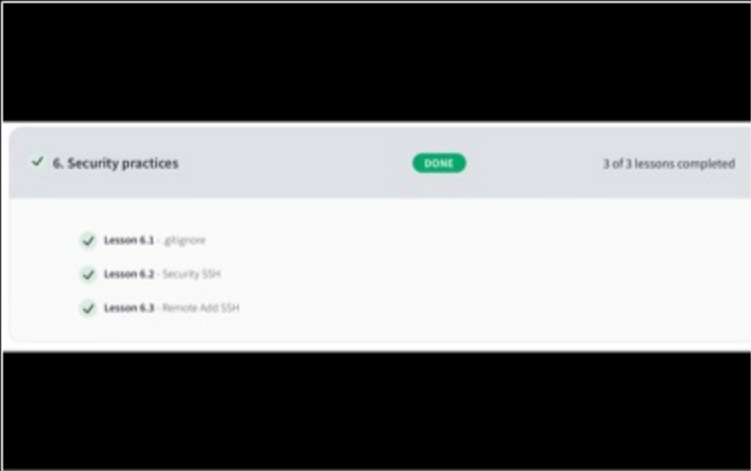 6. Security practices DONE 3 of 3 lessons completed
Lesson 6.1 - .gitignore
Lesson 6.2 - Security SSH
Lesson 6.3 - Remote Add SSH